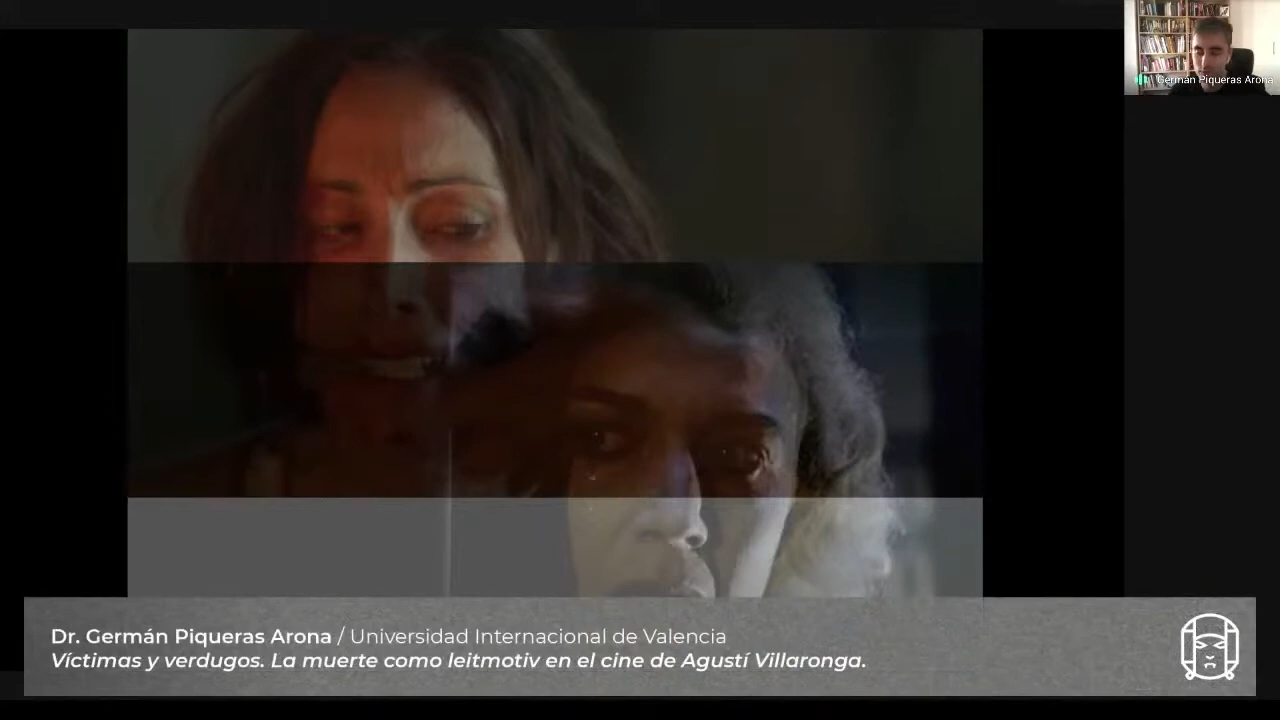 Germán Piqueras Arona
Dr. Germán Piqueras Arona / Universidad Internacional de Valencia
Víctimas y verdugos. La muerte como leitmotiv en el cine de Agustí Villaronga.